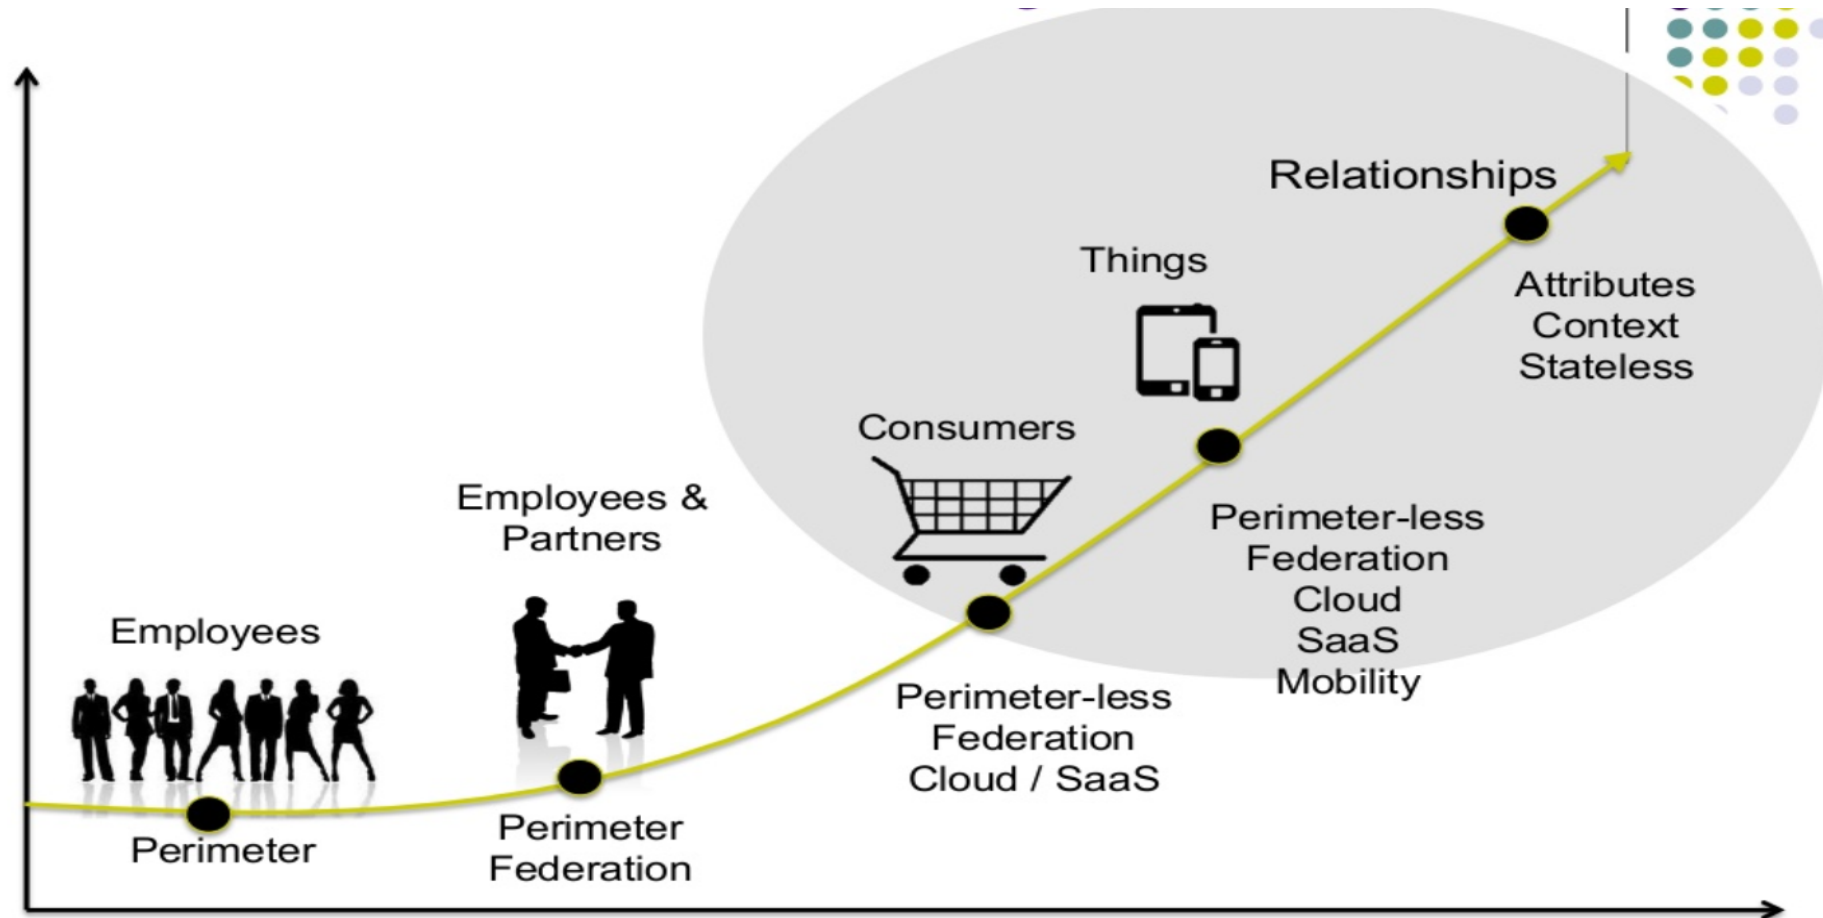 Relationships
Attributes
Context
Stateless
Things
Perimeter-less
Federation
Cloud
SaaS
Mobility
Consumers
Perimeter-less
Federation
Cloud / SaaS
Employees &
Partners
Perimeter
Federation
Employees
Perimeter